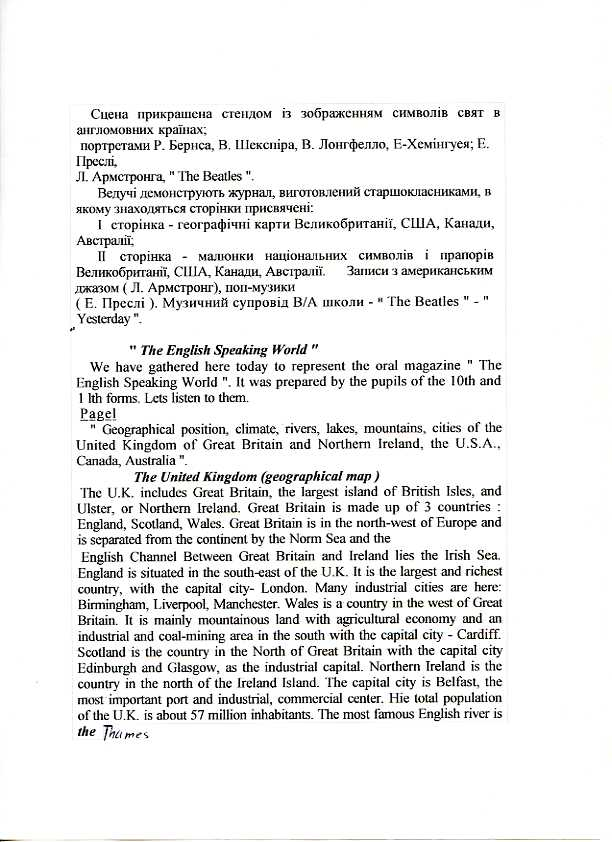 Сцена прикрашена стендом із зображенням символів свят в
англомовних країнах;
портретами Р. Бернса, В. Шекспіра, В. Лонгфелло, Е-Хемінгуея; Е.
Преслі,
Л. Армстронга, " The Beatles ".
Ведучі демонструють журнал, виготовлений старшокласниками, в
якому знаходяться сторінки присвячені:
I сторінка - географічні карти Великобританії, США, Канади,
Австралії;
II сторінка - малюнки національних символів і прапорів
Великобританії, США, Канади, Австралії. Записи з американським
джазом ( Л. Армстронг), поп-музики
( Е. Преслі ). Музичний супровід В/А школи - " The Beatles " - "
Yesterday ".
" The English Speaking World "
We have gathered here today to represent the oral magazine " The
English Speaking World ". It was prepared by the pupils of the 10th and
1 lth forms. Lets listen to them.
Pagel
" Geographical position, climate, rivers, lakes, mountains, cities of the
United Kingdom of Great Britain and Northern Ireland, the U.S.A.,
Canada, Australia ".
The United Kingdom (geographical map )
The U.K. includes Great Britain, the largest island of British Isles, and
Ulster, or Northern Ireland. Great Britain is made up of 3 countries :
England, Scotland, Wales. Great Britain is in the north-west of Europe and
is separated from the continent by the Norm Sea and the
English Channel Between Great Britain and Ireland lies the Irish Sea.
England is situated in the south-east of the U.K. It is the largest and richest
country, with the capital city- London. Many industrial cities are here:
Birmingham, Liverpool, Manchester. Wales is a country in the west of Great
Britain. It is mainly mountainous land with agricultural economy and an
industrial and coal-mining area in the south with the capital city - Cardiff.
Scotland is the country in the North of Great Britain with the capital city
Edinburgh and Glasgow, as the industrial capital. Northern Ireland is the
country in the north of the Ireland Island. The capital city is Belfast, the
most important port and industrial, commercial center. Hie total population
of the U.K. is about 57 million inhabitants. The most famous English river is
the Thames